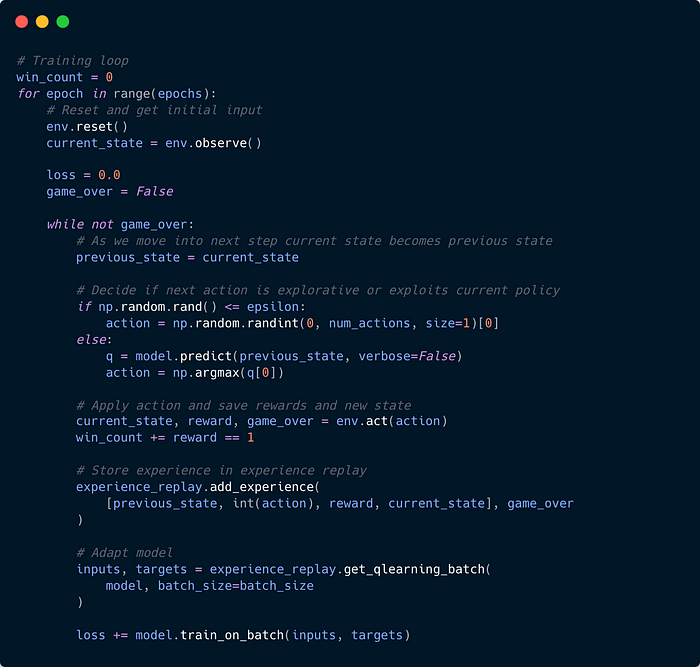 # Training loop
win_count = 0
for epoch in range(epochs):
    # Reset and get initial input
    env.reset()
    current_state = env.observe()

    loss = 0.0
    game_over = False

    while not game_over:
        # As we move into next step current state becomes previous state
        previous_state = current_state

        # Decide if next action is explorative or exploits current policy
        if np.random.rand() <= epsilon:
            action = np.random.randint(0, num_actions, size=1)[0]
        else:
            q = model.predict(previous_state, verbose=False)
            action = np.argmax(q[0])

        # Apply action and save rewards and new state
        current_state, reward, game_over = env.act(action)
        win_count += reward == 1

        # Store experience in experience replay
        experience_replay.add_experience(
            [previous_state, int(action), reward, current_state], game_over
        )

        # Adapt model
        inputs, targets = experience_replay.get_qlearning_batch(
            model, batch_size=batch_size
        )

        loss += model.train_on_batch(inputs, targets)